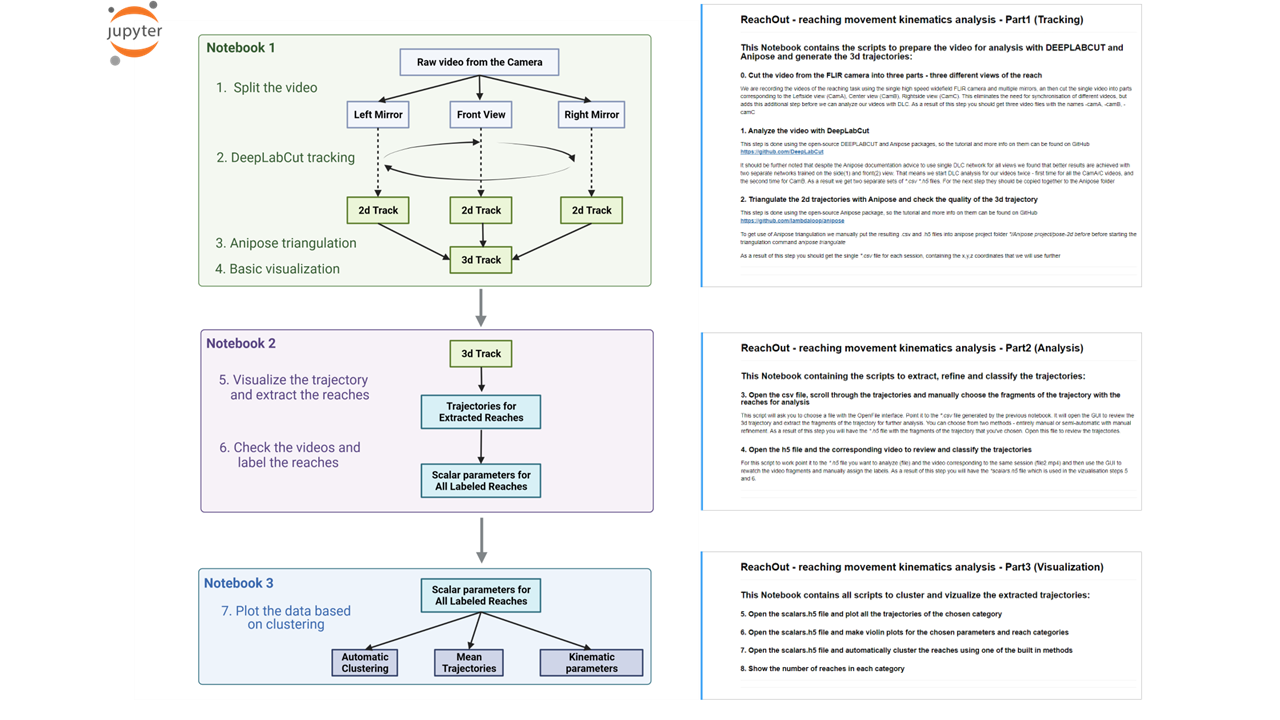 jupyter
Notebook 1
Raw video from the Camera
1. Split the video
Left Mirror
Front View
Right Mirror
2. DeepLabCut tracking
2d Track
2d Track
2d Track
3. Anipose triangulation
3d Track
4. Basic visualization
Notebook 2
3d Track
5. Visualize the trajectory
and extract the reaches
Trajectories for
Extracted Reaches
6. Check the videos and
label the reaches
Scalar parameters for
All Labeled Reaches
Notebook 3
Scalar parameters for
All Labeled Reaches
7. Plot the data based
on clustering
Automatic
Clustering
Mean
Trajectories
Kinematic
parameters
ReachOut - reaching movement kinematics analysis - Part1 (Tracking)
This Notebook contains the scripts to prepare the video for analysis with DEEPLABCUT and
Anipose and generate the 3d trajectories:
0. Cut the video from the FLIR camera into three parts - three different views of the reach
We are recording the videos of the reaching task using the single high speed widefield FLIR camera and multiple mirrors, an then cut the single video into parts
corresponding to the Leftside view (CamA), Center view (CamB), Rightside view (CamC). This eliminates the need for synchronisation of different videos, but
adds this additional step before we can analyze our videos with DLC. As a result of this step you should get three video files with the names -camA, -camB, -
camC
1. Analyze the video with DeepLabCut
This step is done using the open-source DEEPLABCUT and Anipose packages, so the tutorial and more info on them can be found on GitHub
https://github.com/DeepLabCut
It should be further noted that despite the Anipose documentation advice to use single DLC network for all views we found that better results are achieved with
two separate networks trained on the side(1) and front(2) view. That means we start DLC analysis for our videos twice - first time for all the CamA/C videos, and
the second time for CamB. As a result we get two separate sets of *.csv *.h5 files. For the next step they should be copied together to the Anipose folder
2. Triangulate the 2d trajectories with Anipose and check the quality of the 3d trajectory
This step is done using the open-source Anipose package, so the tutorial and more info on them can be found on GitHub
https://github.com/lambdaloop/anipose
To get use of Anipose triangulation we manually put the resulting .csv and .h5 files into anipose project folder "/Anipose project/pose-2d before before starting the
triangulation command anipose triangulate
As a result of this step you should get the single *.csv file for each session, containing the x,y,z coordinates that we will use further
ReachOut - reaching movement kinematics analysis - Part2 (Analysis)
This Notebook containing the scripts to extract, refine and classify the trajectories:
3. Open the csv file, scroll through the trajectories and manually choose the fragments of the trajectory with the
reaches for analysis
This script will ask you to choose a file with the OpenFile interface. Point it to the *.csv file generated by the previous notebook. It will open the GUI to review the
3d trajectory and extract the fragments of the trajectory for further analysis. You can choose from two methods - entirely manual or semi-automatic with manual
refinement. As a result of this step you will have the *.h5 file with the fragments of the trajectory that you've chosen. Open this file to review the trajectories
4. Open the h5 file and the corresponding video to review and classify the trajectories
For this script to work point it to the *.h5 file you want to analyze (file) and the video corresponding to the same session (file2 mp4) and then use the GUI to
rewatch the video fragments and manually assign the labels. As a result of this step you will have the *scalars h5 file which is used in the vizualisation steps 5
and 6.
ReachOut - reaching movement kinematics analysis - Part3 (Visualization)
This Notebook contains all scripts to cluster and vizualize the extracted trajectories:
5. Open the scalars.h5 file and plot all the trajectories of the chosen category
6. Open the scalars.h5 file and make violin plots for the chosen parameters and reach categories
7. Open the scalars.h5 file and automatically cluster the reaches using one of the built in methods
8. Show the number of reaches in each category